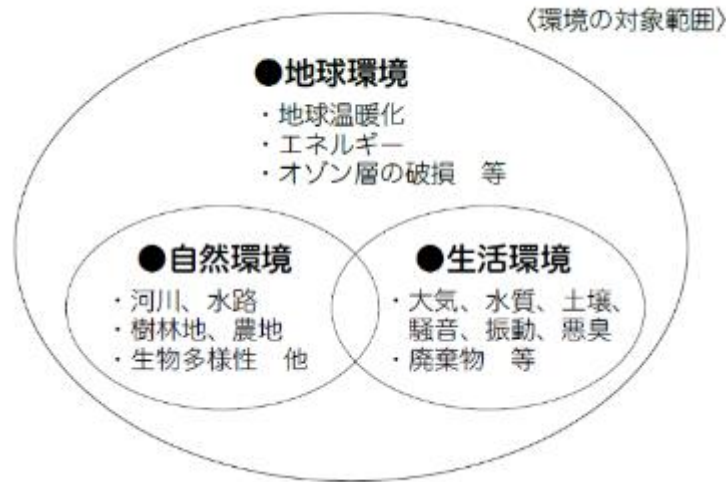 〈環境の対象範囲〉
●地球環境
・地球温暖化
・エネルギー
・オゾン層の破損　等
●自然環境
・河川、水路
・樹林地、農地
・生物多様性　他
●生活環境
・大気、水質、土壌、
騒音、振動、悪臭
・廃棄物　等